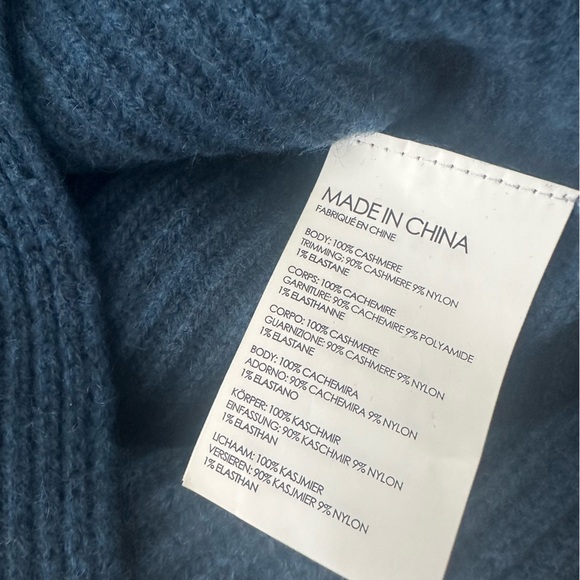 MADE IN CHINA
FABRIQUÉ EN CHINE
BODY: 100% CASHMERE
TRIMMING: 90% CASHMERE 9% NYLON
1% ELASTANE
CORPS: 100% CACHEMIRE
GARNITURE: 90% CACHEMIRE 9% POLYAMIDE
1% ELASTHANNE
CORPO: 100% CASHMERE
GUARNIZIONE: 90% CASHMERE 9% NYLON
1% ELASTANE
BODY: 100% CACHEMIRA
ADORNO: 90% CACHEMIRA 9% NYLON
1% ELASTANO
KÖRPER: 100% KASCHMIR
EINFASSUNG: 90% KASCHMIR 9% NYLON
1% ELASTHAN
LICHAAM: 100% KASJMIER
VERSIEREN: 90% KASJMIER 9% NYLON
1% ELASTHAN